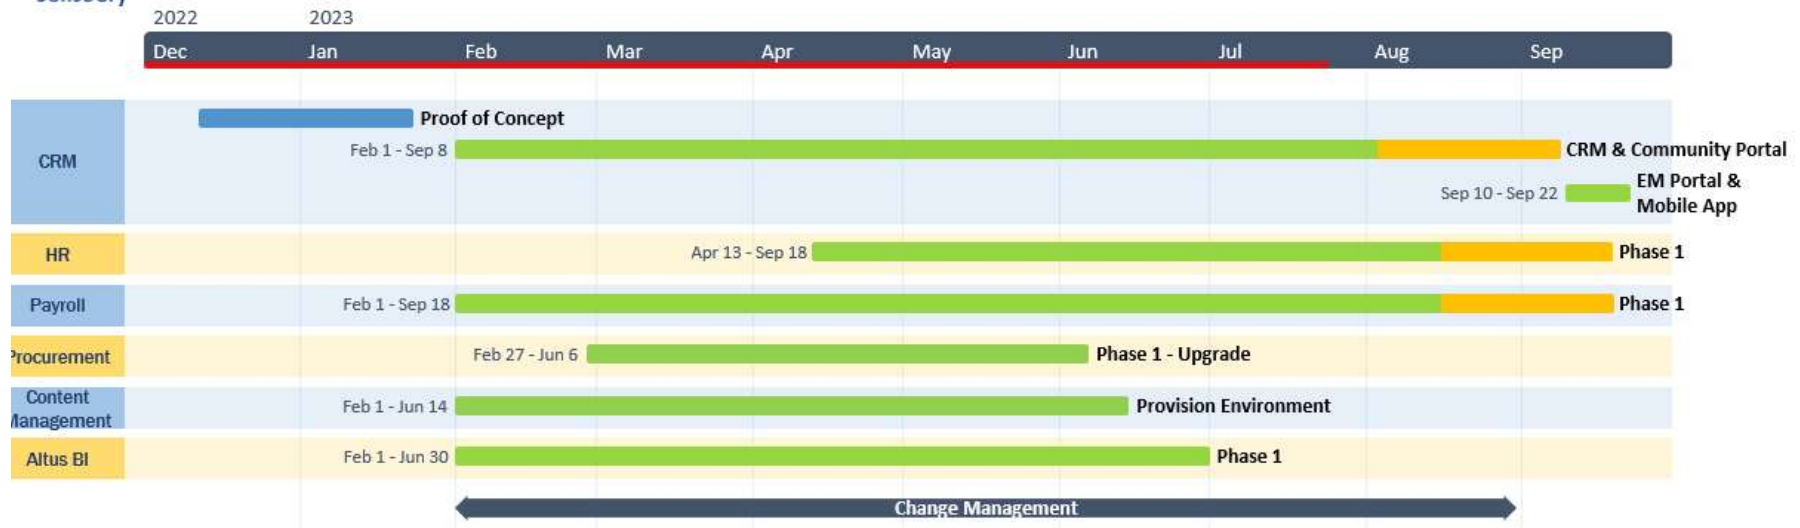 2022 2023
Dec Jan Feb Mar Apr May Jun Jul Aug Sep
CRM
Proof of Concept
Feb 1 - Sep 8 CRM & Community Portal
Sep 10 - Sep 22 EM Portal &
Mobile App
HR Apr 13 - Sep 18 Phase 1
Payroll Feb 1 - Sep 18 Phase 1
Procurement Feb 27 - Jun 6 Phase 1 - Upgrade
Content
Management Feb 1 - Jun 14 Provision Environment
Altus BI Feb 1 - Jun 30 Phase 1
Change Management